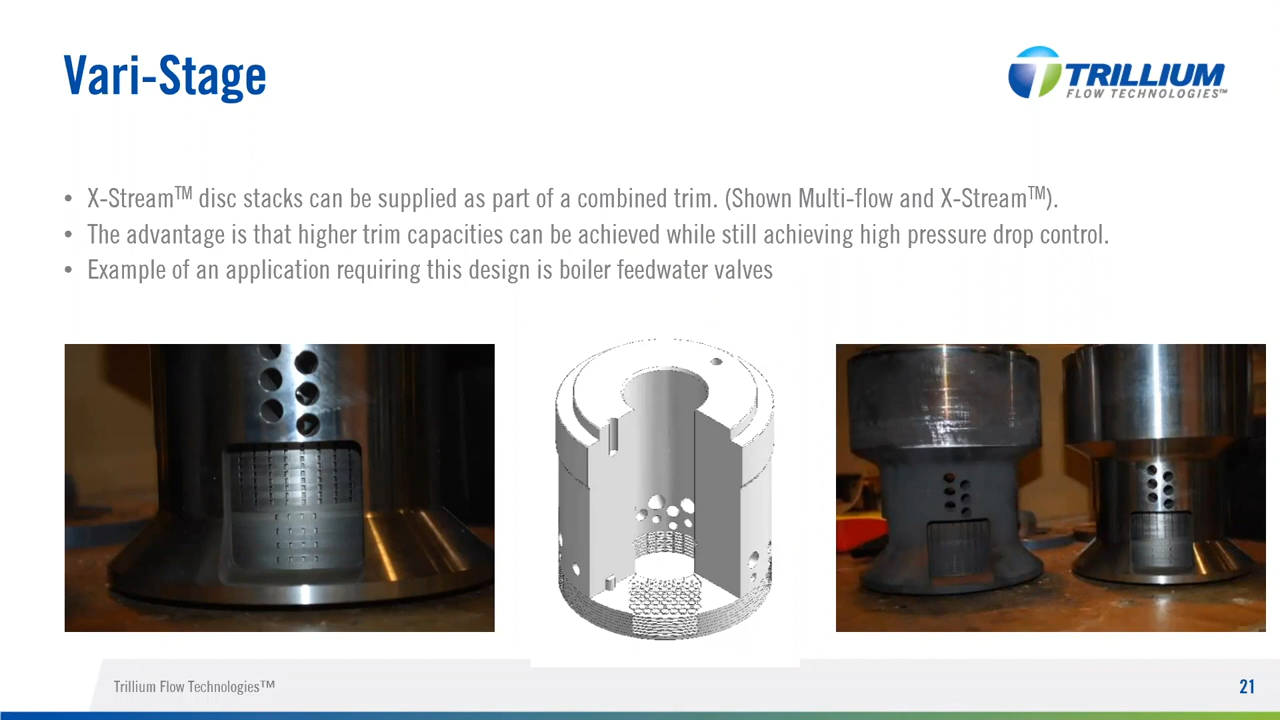 Vari-Stage
TRILLIUM
FLOW TECHNOLOGIES™
• X-Stream™ disc stacks can be supplied as part of a combined trim. (Shown Multi-flow and X-Stream™).
• The advantage is that higher trim capacities can be achieved while still achieving high pressure drop control.
• Example of an application requiring this design is boiler feedwater valves
Trillium Flow Technologies™
21